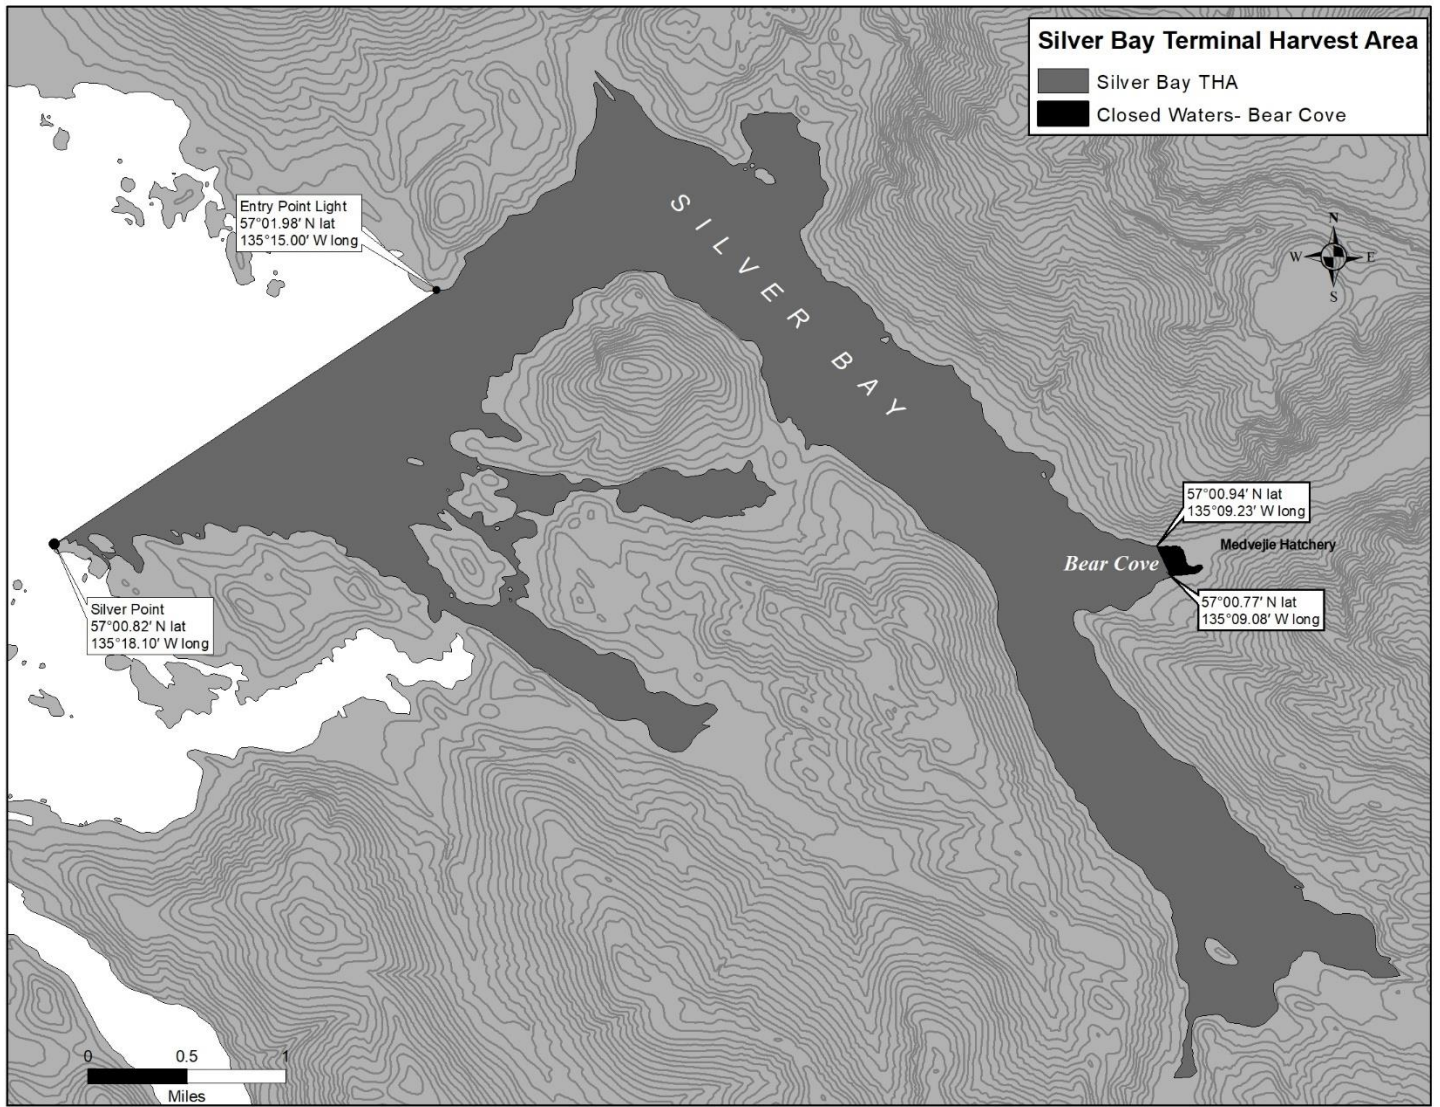 Silver Bay Terminal Harvest Area
Silver Bay THA
Closed Waters- Bear Cove
Entry Point Light
57°01.98' N lat
135°15.00' W long
SILVER BAY
N
W E
S
57°00.94' N lat
135°09.23' W long
Medvejie Hatchery
Bear Cove
57°00.77' N lat
135°09.08' W long
Silver Point
57°00.82' N lat
135°18.10' W long
0 0.5 1
Miles